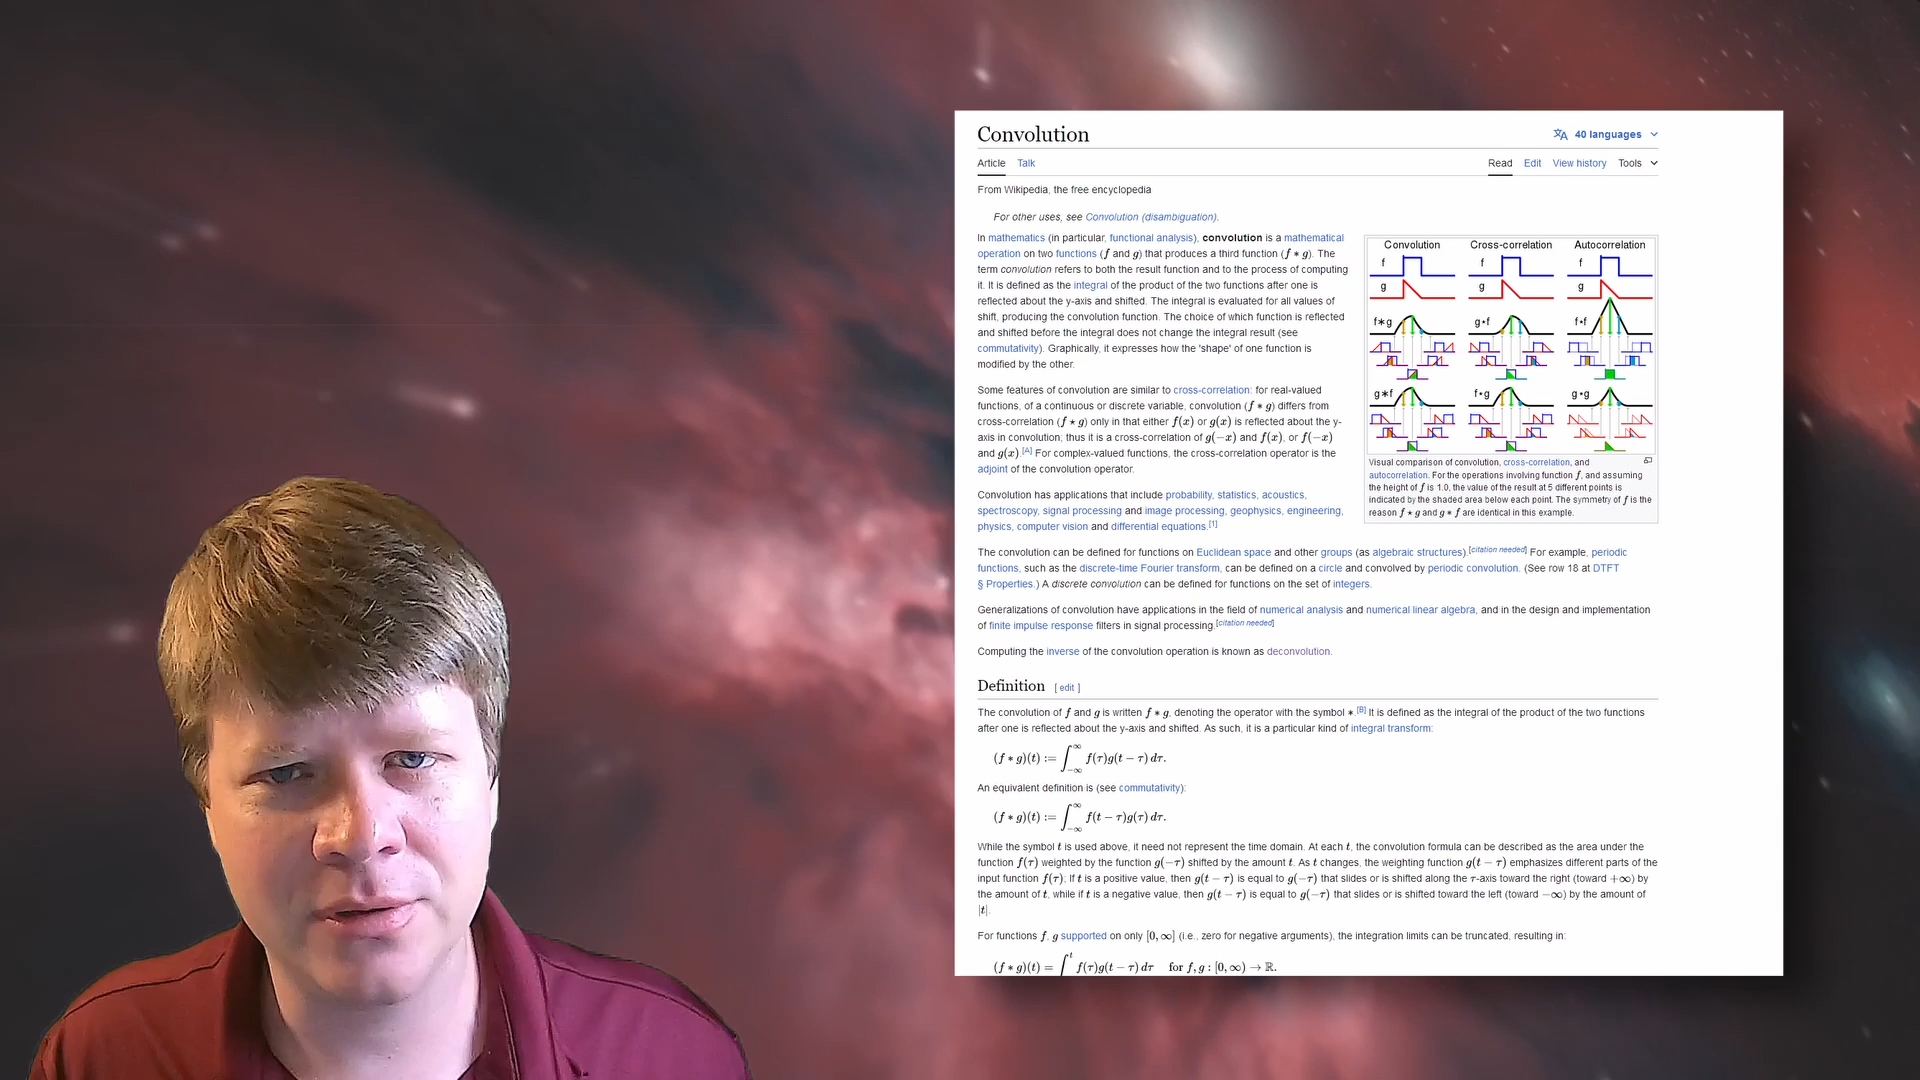 Convolution
40 languages
Article Talk Read Edit View history Tools
From Wikipedia, the free encyclopedia
For other uses, see Convolution (disambiguation).
In mathematics (in particular, functional analysis), convolution is a mathematical
operation on two functions (f and g) that produces a third function (f ∗ g). The
term convolution refers to both the result function and to the process of computing
it. It is defined as the integral of the product of the two functions after one is
reflected about the y-axis and shifted. The integral is evaluated for all values of
shift, producing the convolution function. The choice of which function is reflected
and shifted before the integral does not change the integral result (see
commutativity). Graphically, it expresses how the 'shape' of one function is
modified by the other.
Some features of convolution are similar to cross-correlation: for real-valued
functions, of a continuous or discrete variable, convolution (f ∗ g) differs from
cross-correlation (f ⋆ g) only in that either f(x) or g(x) is reflected about the y-
axis in convolution; thus it is a cross-correlation of g(−x) and f(x), or f(−x)
and g(x).[A] For complex-valued functions, the cross-correlation operator is the
adjoint of the convolution operator.
Convolution has applications that include probability, statistics, acoustics,
spectroscopy, signal processing and image processing, geophysics, engineering,
physics, computer vision and differential equations.[1]
Convolution Cross-correlation Autocorrelation
f f f
g g g
f∗g g⋆f f⋆f
g∗f f⋆g g⋆g
Visual comparison of convolution, cross-correlation, and
autocorrelation. For the operations involving function f, and assuming
the height of f is 1.0, the value of the result at 5 different points is
indicated by the shaded area below each point. The symmetry of f is the
reason f ⋆ g and g ∗ f are identical in this example.
The convolution can be defined for functions on Euclidean space and other groups (as algebraic structures).[citation needed] For example, periodic
functions, such as the discrete-time Fourier transform, can be defined on a circle and convolved by periodic convolution. (See row 18 at DTFT
§ Properties.) A discrete convolution can be defined for functions on the set of integers.
Generalizations of convolution have applications in the field of numerical analysis and numerical linear algebra, and in the design and implementation
of finite impulse response filters in signal processing.[citation needed]
Computing the inverse of the convolution operation is known as deconvolution.
Definition [ edit ]
The convolution of f and g is written f ∗ g, denoting the operator with the symbol ∗.[B] It is defined as the integral of the product of the two functions
after one is reflected about the y-axis and shifted. As such, it is a particular kind of integral transform:
(f ∗ g)(t) := ∫_{−∞}^{∞} f(τ)g(t − τ) dτ.
An equivalent definition is (see commutativity):
(f ∗ g)(t) := ∫_{−∞}^{∞} f(t − τ)g(τ) dτ.
While the symbol t is used above, it need not represent the time domain. At each t, the convolution formula can be described as the area under the
function f(τ) weighted by the function g(−τ) shifted by the amount t. As t changes, the weighting function g(t − τ) emphasizes different parts of the
input function f(τ); If t is a positive value, then g(t − τ) is equal to g(−τ) that slides or is shifted along the τ-axis toward the right (toward +∞) by
the amount of t, while if t is a negative value, then g(t − τ) is equal to g(−τ) that slides or is shifted toward the left (toward −∞) by the amount of
|t|.
For functions f, g supported on only [0, ∞] (i.e., zero for negative arguments), the integration limits can be truncated, resulting in:
(f ∗ g)(t) = ∫^{t} f(τ)g(t − τ) dτ for f, g : [0, ∞) → ℝ.